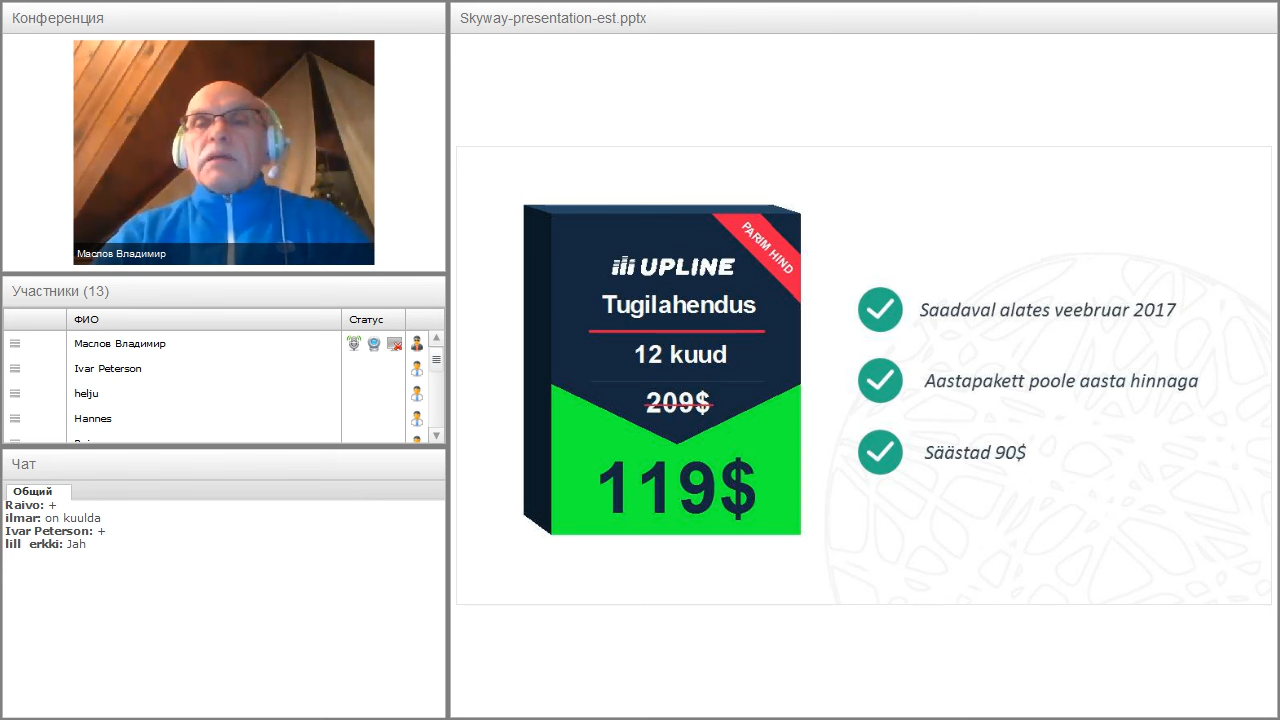 Конференция
Маслов Владимир
Участники (13)
ФИО
Статус
Маслов Владимир
Ivar Peterson
helju
Hannes
Чат
Общий
Raivo: +
ilmar: on kuulda
Ivar Peterson: +
lill erkki: Jah
Skyway-presentation-est.pptx
PARIM HIND
UPLINE
Tugilahendus
12 kuud
209$
119$
Saadaval alates veebruar 2017
Aastapakett poole aasta hinnaga
Säästad 90$